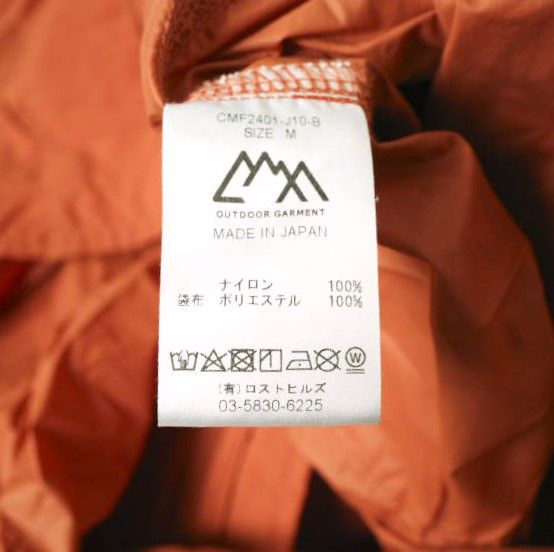 CMF2401-J10-B
SIZE M
OUTDOOR GARMENT
MADE IN JAPAN
ナイロン 100%
袋布 ポリエステル 100%
W
(有)ロストヒルズ
03-5830-6225